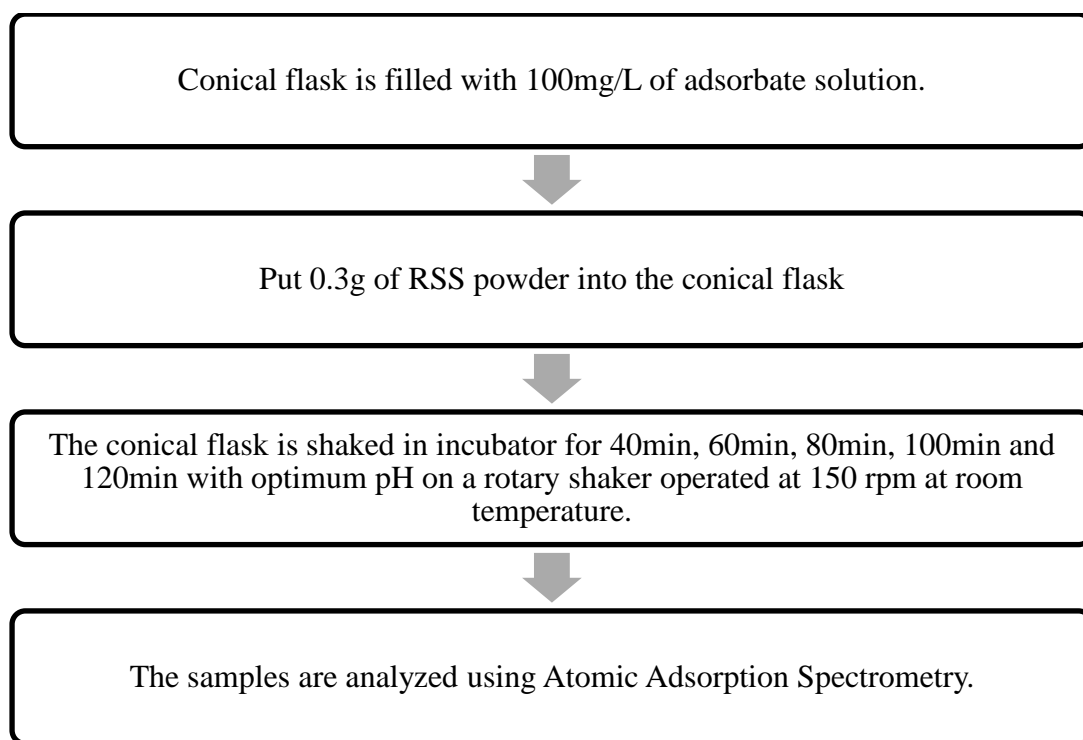 Conical flask is filled with 100mg/L of adsorbate solution.
Put 0.3g of RSS powder into the conical flask
The conical flask is shaked in incubator for 40min, 60min, 80min, 100min and
120min with optimum pH on a rotary shaker operated at 150 rpm at room
temperature.
The samples are analyzed using Atomic Adsorption Spectrometry.